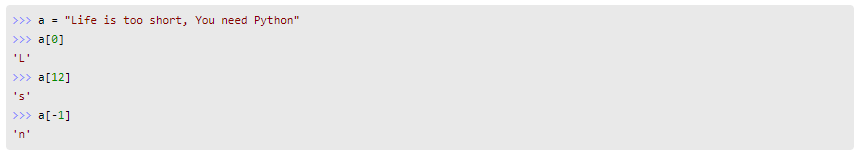 >>> a = "Life is too short, You need Python"
>>> a[0]
'L'
>>> a[12]
's'
>>> a[-1]
'n'